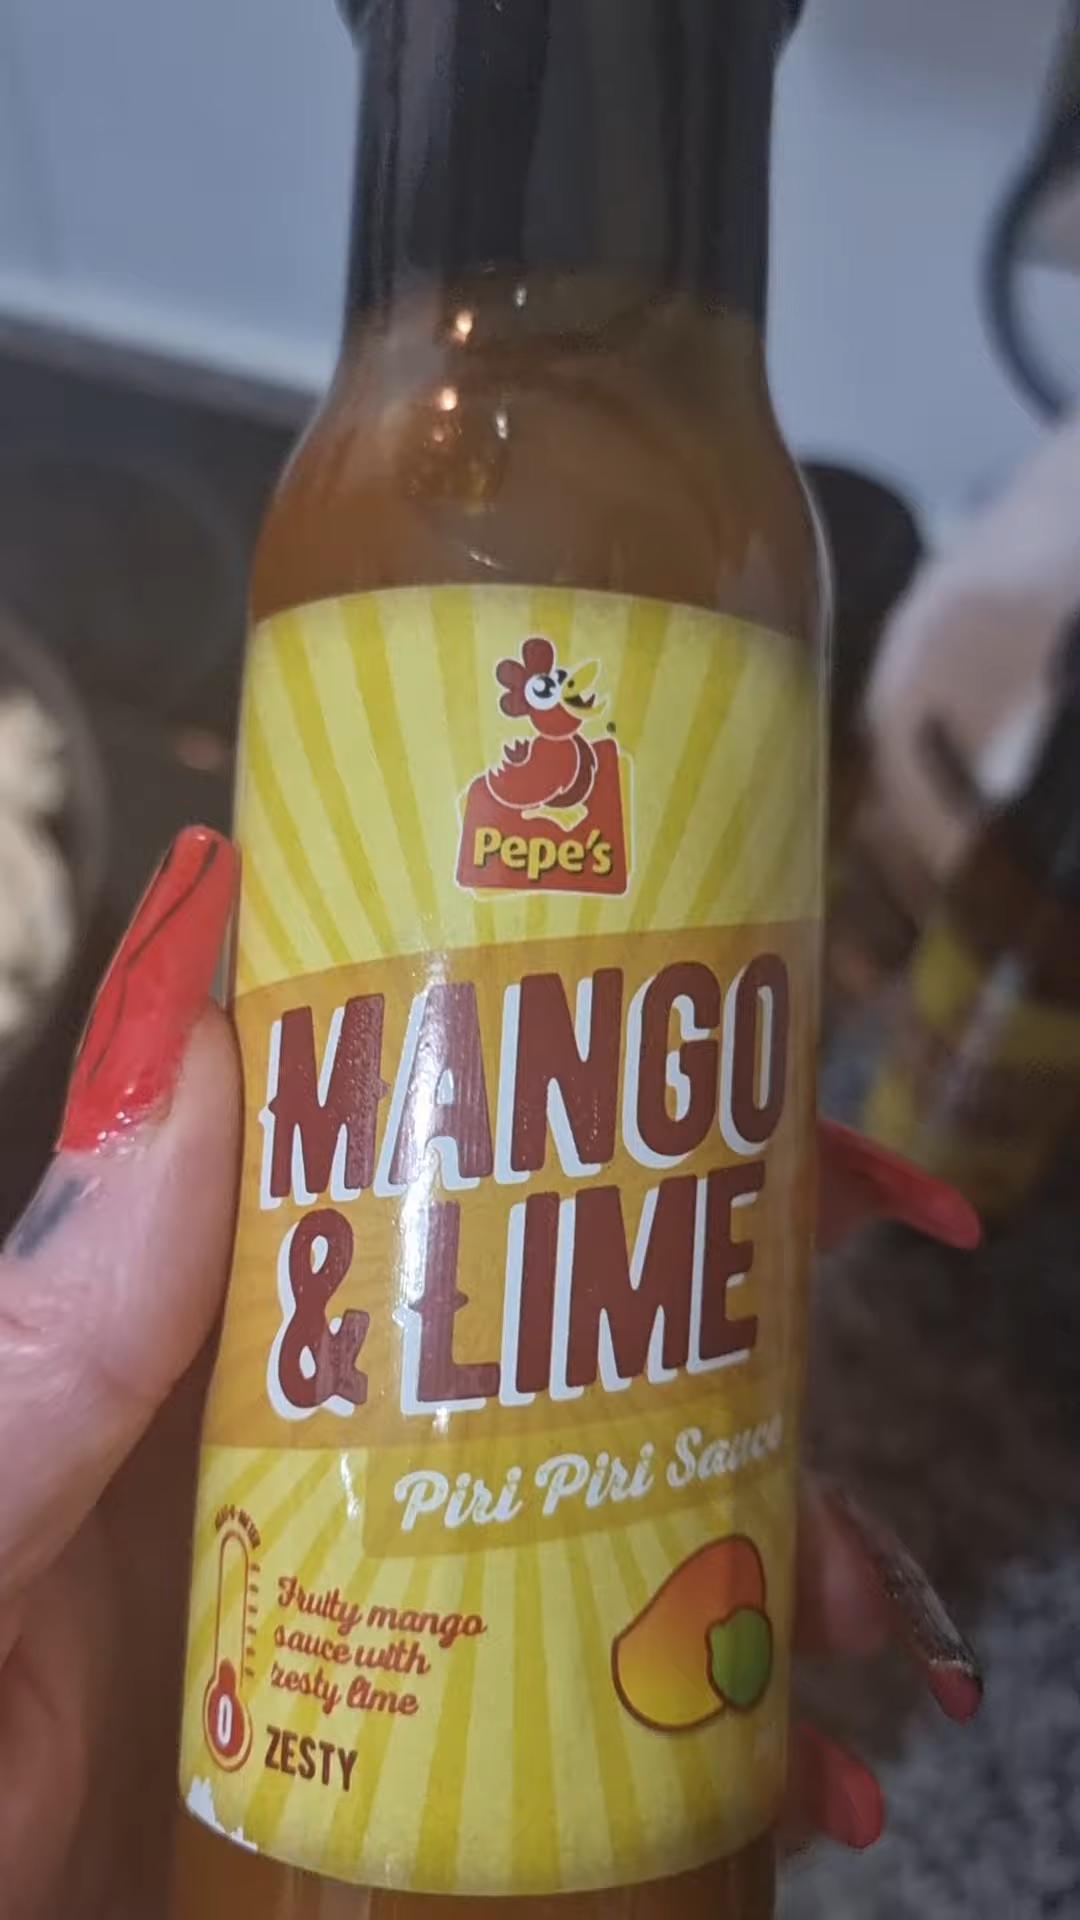 Pepe's
MANGO
& LIME
Piri Piri Sauce
Fruity mango
sauce with
zesty lime
0
ZESTY